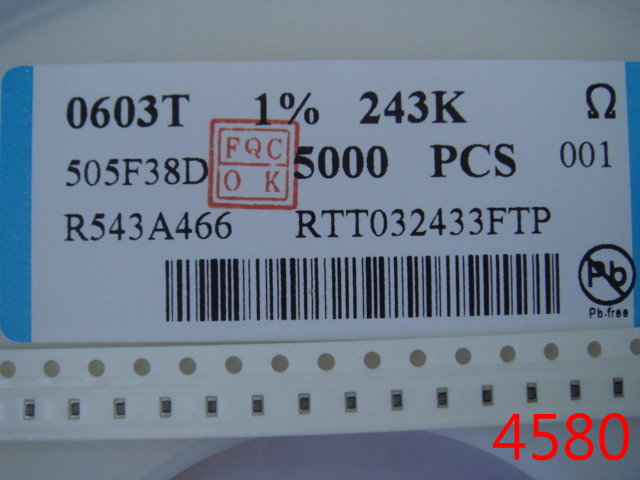 0603T 1% 243K Ω
505F38D 5000 PCS 001
FQC
OK
R543A466 RTT032433FTP
Pb
Pb-free
4580